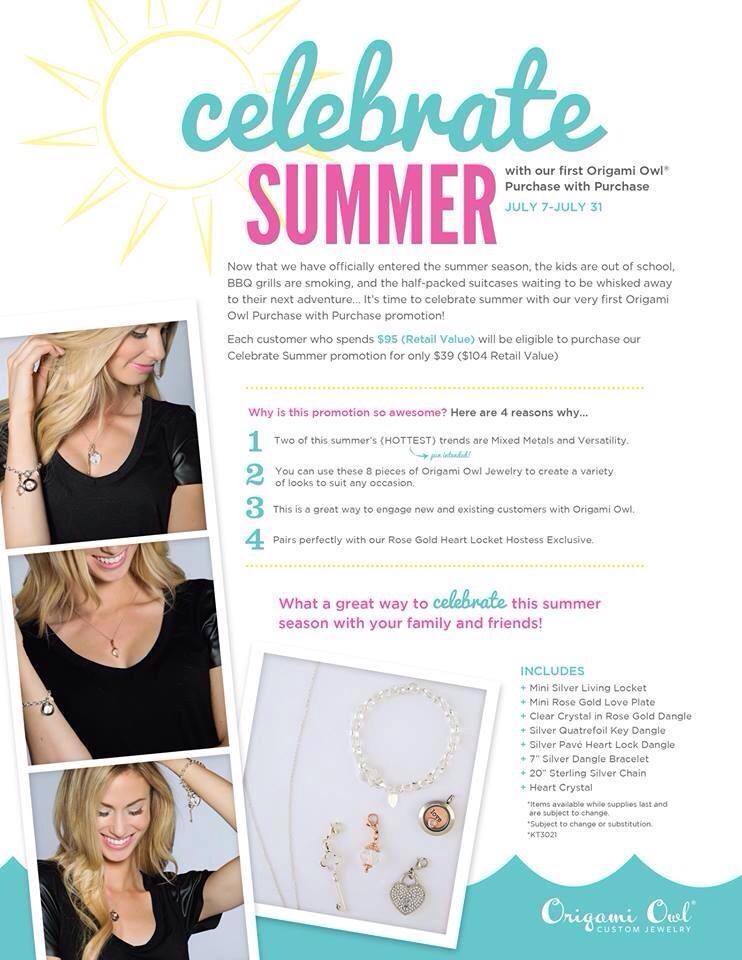 celebrate
SUMMER
with our first Origami Owl®
Purchase with Purchase
JULY 7-JULY 31
Now that we have officially entered the summer season, the kids are out of school,
BBQ grills are smoking, and the half-packed suitcases waiting to be whisked away
to their next adventure... It's time to celebrate summer with our very first Origami
Owl Purchase with Purchase promotion!
Each customer who spends $95 (Retail Value) will be eligible to purchase our
Celebrate Summer promotion for only $39 ($104 Retail Value)
Why is this promotion so awesome? Here are 4 reasons why...
1 Two of this summer's {HOTTEST} trends are Mixed Metals and Versatility.
pun intended!
2 You can use these 8 pieces of Origami Owl Jewelry to create a variety
of looks to suit any occasion.
3 This is a great way to engage new and existing customers with Origami Owl.
4 Pairs perfectly with our Rose Gold Heart Locket Hostess Exclusive.
What a great way to celebrate this summer
season with your family and friends!
INCLUDES
+ Mini Silver Living Locket
+ Mini Rose Gold Love Plate
+ Clear Crystal in Rose Gold Dangle
+ Silver Quatrefoil Key Dangle
+ Silver Pavé Heart Lock Dangle
+ 7" Silver Dangle Bracelet
+ 20" Sterling Silver Chain
+ Heart Crystal
*Items available while supplies last and
are subject to change.
*Subject to change or substitution.
*KT3021
love
Origami Owl®
CUSTOM JEWELRY